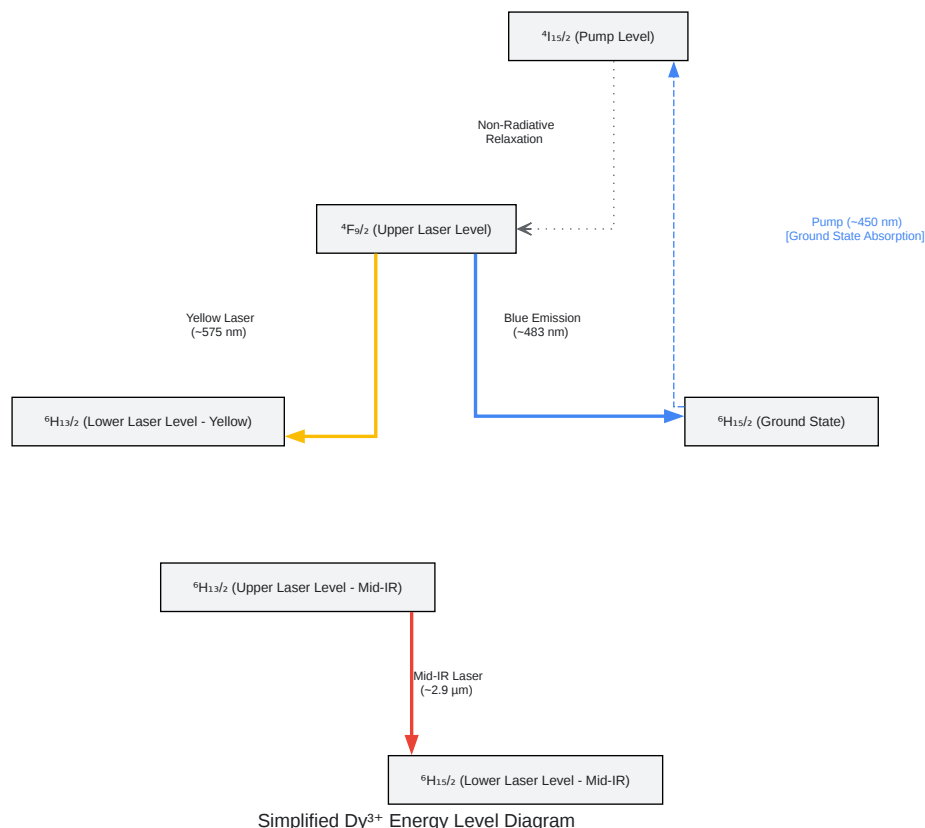 ⁴I₁₅/₂ (Pump Level)
Non-Radiative
Relaxation
⁴F₉/₂ (Upper Laser Level)
Pump (~450 nm)
[Ground State Absorption]
Yellow Laser
(~575 nm)
Blue Emission
(~483 nm)
⁶H₁₃/₂ (Lower Laser Level - Yellow)
⁶H₁₅/₂ (Ground State)
⁶H₁₃/₂ (Upper Laser Level - Mid-IR)
Mid-IR Laser
(~2.9 µm)
⁶H₁₅/₂ (Lower Laser Level - Mid-IR)
Simplified Dy³⁺ Energy Level Diagram